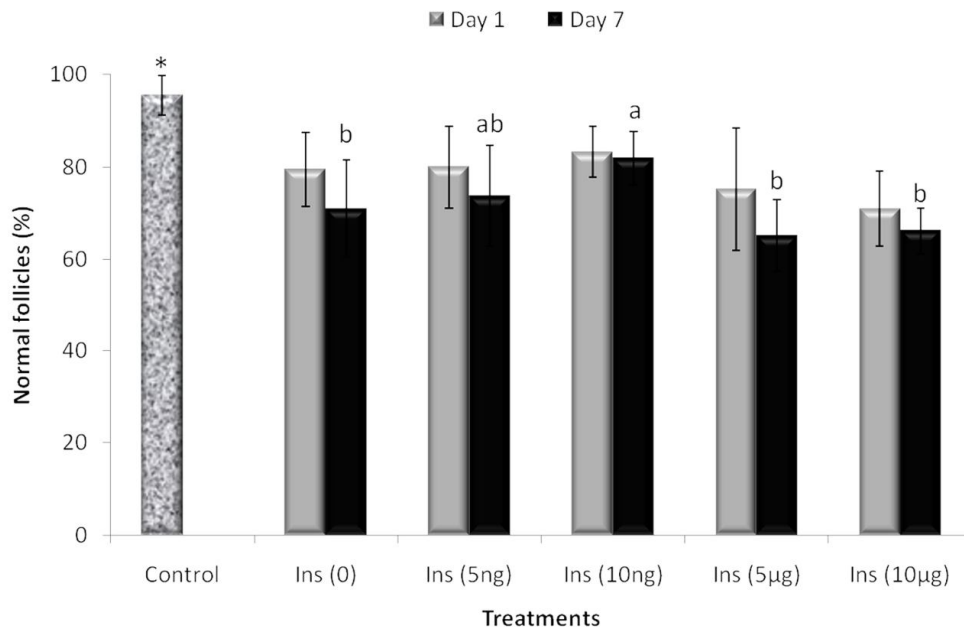 Day 1 Day 7
*
b ab a b b
100
80
60
40
20
0
Normal follicles (%)
Control Ins (0) Ins (5ng) Ins (10ng) Ins (5µg) Ins (10µg)
Treatments